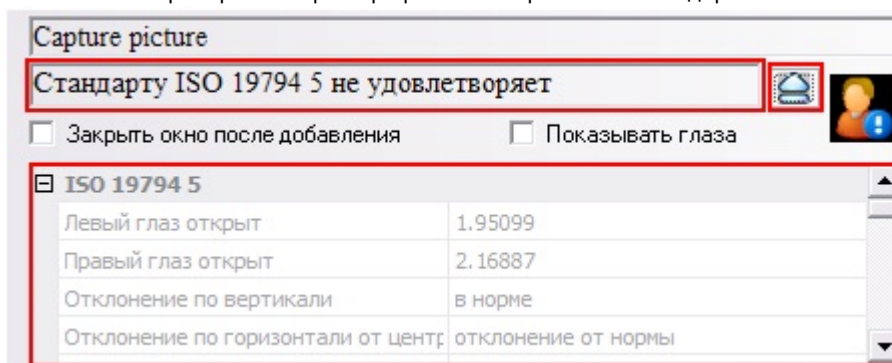 Capture picture
Стандарту ISO 19794 5 не удовлетворяет
Закрыть окно после добавления Показывать глаза
ISO 19794 5
Левый глаз открыт 1.95099
Правый глаз открыт 2.16887
Отклонение по вертикали в норме
Отклонение по горизонтали от центр отклонение от нормы